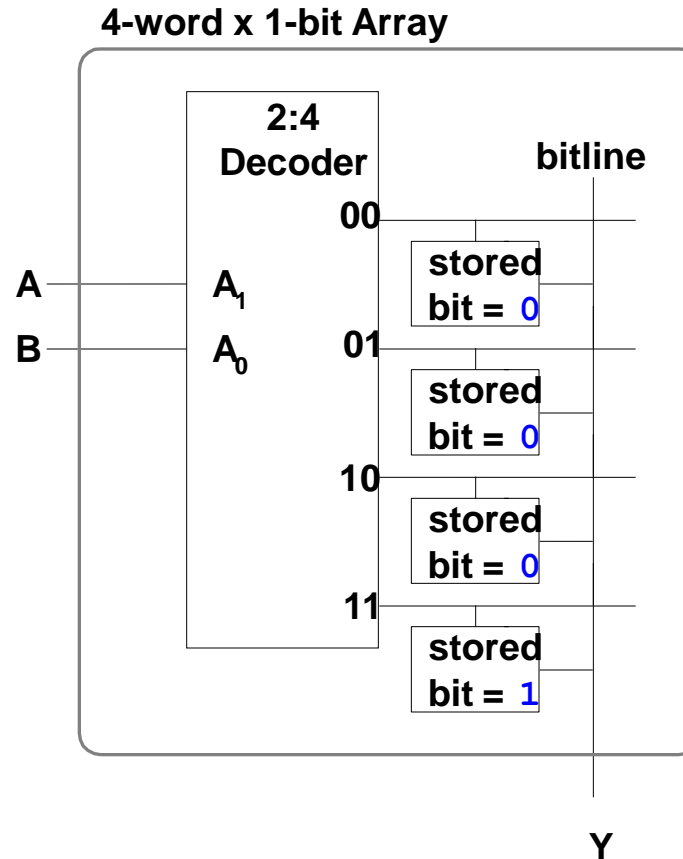 4-word x 1-bit Array
2:4
Decoder
bitline
00
stored
bit = 0
A
A1
B
A0
01
stored
bit = 0
10
stored
bit = 0
11
stored
bit = 1
Y